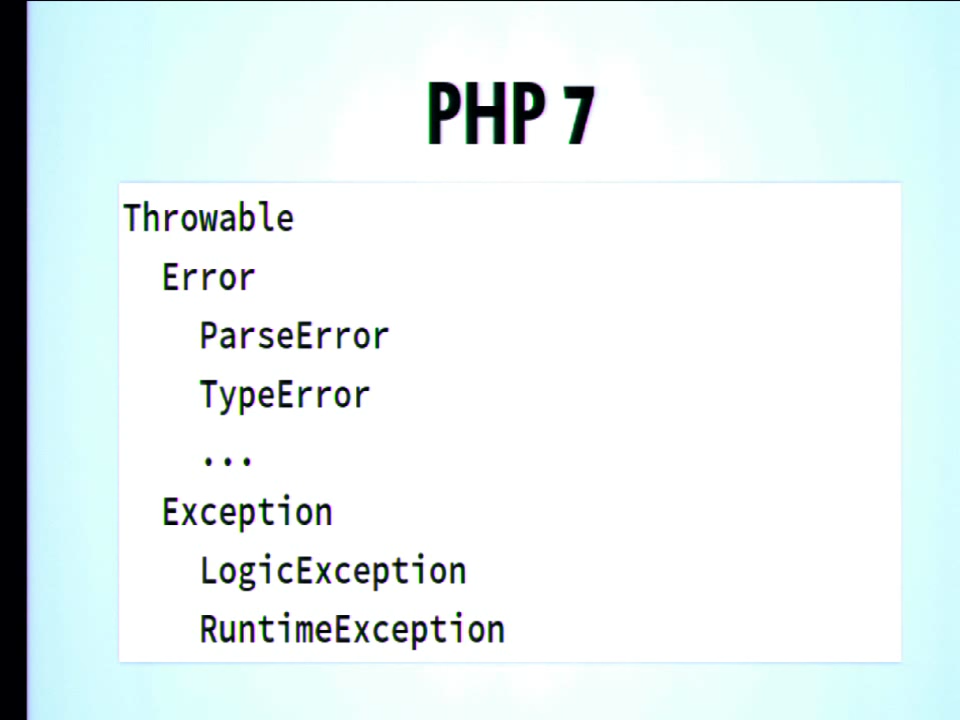 PHP 7
Throwable
  Error
    ParseError
    TypeError
    ...
  Exception
    LogicException
    RuntimeException